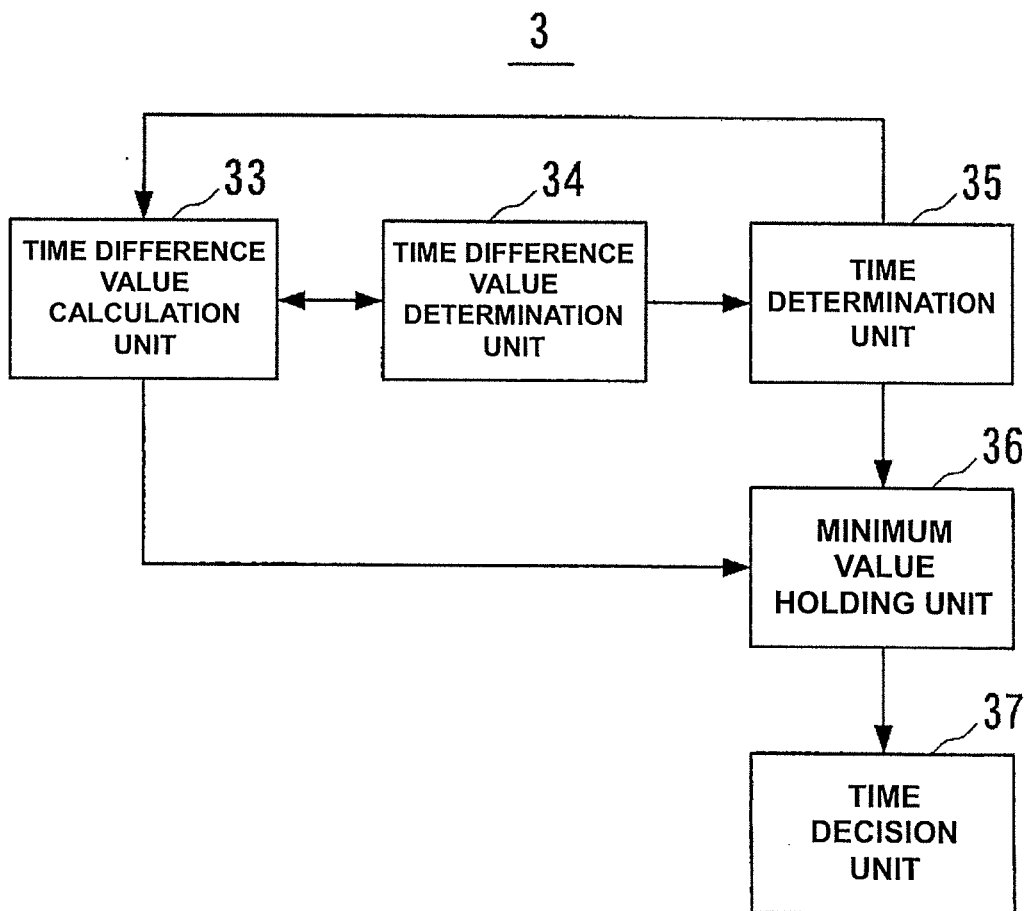 3
33
34
35
TIME DIFFERENCE
VALUE
CALCULATION
UNIT
TIME DIFFERENCE
VALUE
DETERMINATION
UNIT
TIME
DETERMINATION
UNIT
36
MINIMUM
VALUE
HOLDING UNIT
37
TIME
DECISION
UNIT